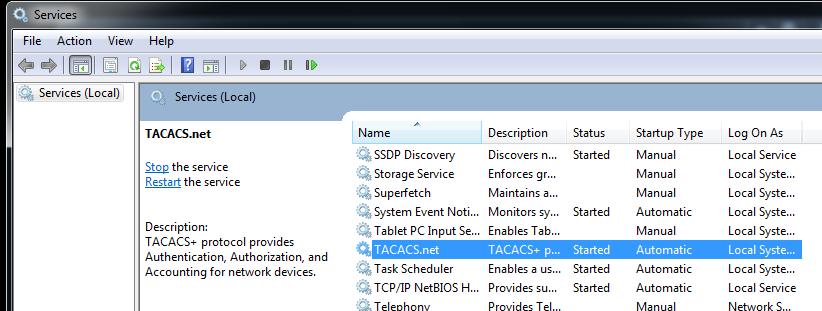 Services
File Action View Help
Services (Local)
Services (Local)
TACACS.net
Stop the service
Restart the service
Description:
TACACS+ protocol provides
Authentication, Authorization, and
Accounting for network devices.
Name Description Status Startup Type Log On As
SSDP Discovery Discovers n... Started Manual Local Service
Storage Service Enforces gr... Manual Local Syste...
Superfetch Maintains a... Manual Local Syste...
System Event Noti... Monitors sy... Started Automatic Local Syste...
Tablet PC Input Se... Enables Tab... Manual Local Syste...
TACACS.net TACACS+ p... Started Automatic Local Syste...
Task Scheduler Enables a us... Started Automatic Local Syste...
TCP/IP NetBIOS H... Provides su... Started Automatic Local Service
Telephony Provides Tel... Manual Network S...